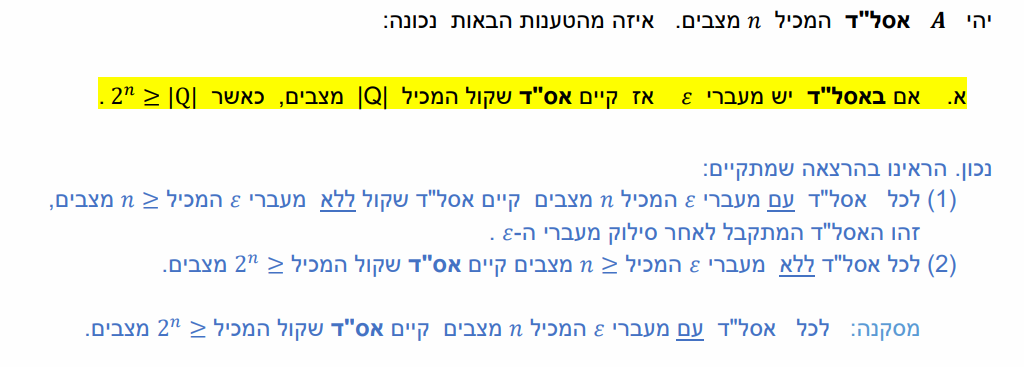 יהי A אסל"ד המכיל n מצבים. איזה מהטענות הבאות נכונה:
א. אם באסל"ד יש מעברי ε אז קיים אס"ד שקול המכיל |Q| מצבים, כאשר |Q| ≤ 2ⁿ .
נכון. הראינו בהרצאה שמתקיים:
(1) לכל אסל"ד עם מעברי ε המכיל n מצבים קיים אסל"ד שקול ללא מעברי ε המכיל ≤ n מצבים,
זהו האסל"ד המתקבל לאחר סילוק מעברי ה-ε .
(2) לכל אסל"ד ללא מעברי ε המכיל ≤ n מצבים קיים אס"ד שקול המכיל ≤ 2ⁿ מצבים.
מסקנה: לכל אסל"ד עם מעברי ε המכיל n מצבים קיים אס"ד שקול המכיל ≤ 2ⁿ מצבים.